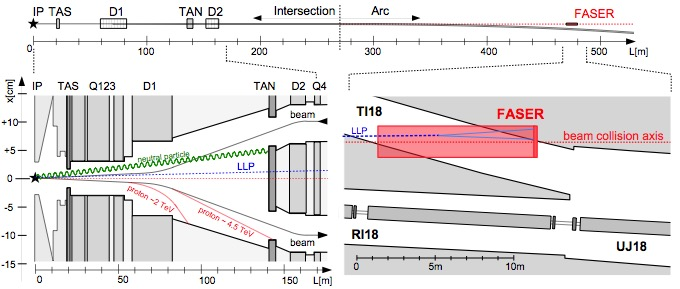 IP TAS D1 TAN D2 Intersection Arc FASER
0 100 200 300 400 500 L[m]
x[cm] IP TAS Q123 D1 TAN D2 Q4
+10
+5
0
-5
-10
-15
beam
neutral particle
LLP
proton ~2 TeV
proton ~ 4.5 TeV
beam
0 50 100 150 L[m]
TI18
FASER
LLP
beam collision axis
RI18
UJ18
0 5m 10m